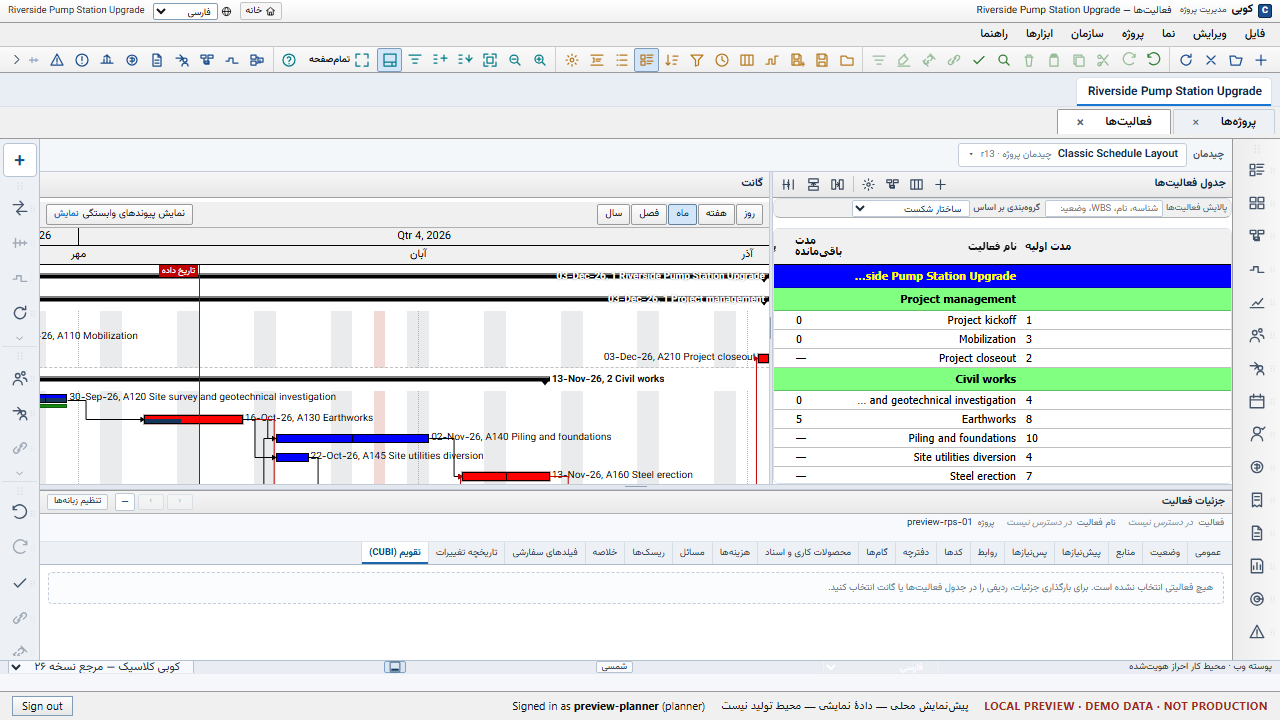 کوبی مدیریت پروژه فعالیت‌ها — Riverside Pump Station Upgrade
خانه
فارسی
Riverside Pump Station Upgrade
فایل ویرایش نما پروژه سازمان ابزارها راهنما
تمام‌صفحه
Riverside Pump Station Upgrade
پروژه‌ها ×
فعالیت‌ها ×
چیدمان Classic Schedule Layout چیدمان پروژه · r13
جدول فعالیت‌ها
پالایش فعالیت‌ها شناسه، نام، WBS، وضعیت گروه‌بندی بر اساس ساختار شکست
مدت اولیه نام فعالیت مدت باقی‌مانده
...side Pump Station Upgrade
Project management
1 Project kickoff 0
3 Mobilization 0
2 Project closeout —
Civil works
4 ... and geotechnical investigation 0
8 Earthworks 5
10 Piling and foundations —
4 Site utilities diversion —
7 Steel erection —
گانت
روز هفته ماه فصل سال
نمایش پیوندهای وابستگی نمایش
26 Qtr 4, 2026
مهر آبان آذر
تاریخ داده
03-Dec-26, 1 Riverside Pump Station Upgrade
03-Dec-26, 1 Project management
26, A110 Mobilization
03-Dec-26, A210 Project closeout
13-Nov-26, 2 Civil works
30-Sep-26, A120 Site survey and geotechnical investigation
16-Oct-26, A130 Earthworks
02-Nov-26, A140 Piling and foundations
22-Oct-26, A145 Site utilities diversion
13-Nov-26, A160 Steel erection
جزئیات فعالیت
تنظیم زبانه‌ها
فعالیت در دسترس نیست نام فعالیت در دسترس نیست پروژه preview-rps-01
عمومی وضعیت منابع پیش‌نیازها پس‌نیازها روابط کدها دفترچه گام‌ها محصولات کاری و اسناد هزینه‌ها مسائل ریسک‌ها خلاصه فیلدهای سفارشی تاریخچه تغییرات تقویم (CUBI)
هیچ فعالیتی انتخاب نشده است. برای بارگذاری جزئیات، ردیفی را در جدول فعالیت‌ها یا گانت انتخاب کنید.
پوسته وب · محیط کار احراز هویت‌شده
فارسی
شمسی
کوبی کلاسیک — مرجع نسخه ۲۶
LOCAL PREVIEW · DEMO DATA · NOT PRODUCTION
پیش‌نمایش محلی — دادهٔ نمایشی — محیط تولید نیست
Signed in as preview-planner (planner)
Sign out